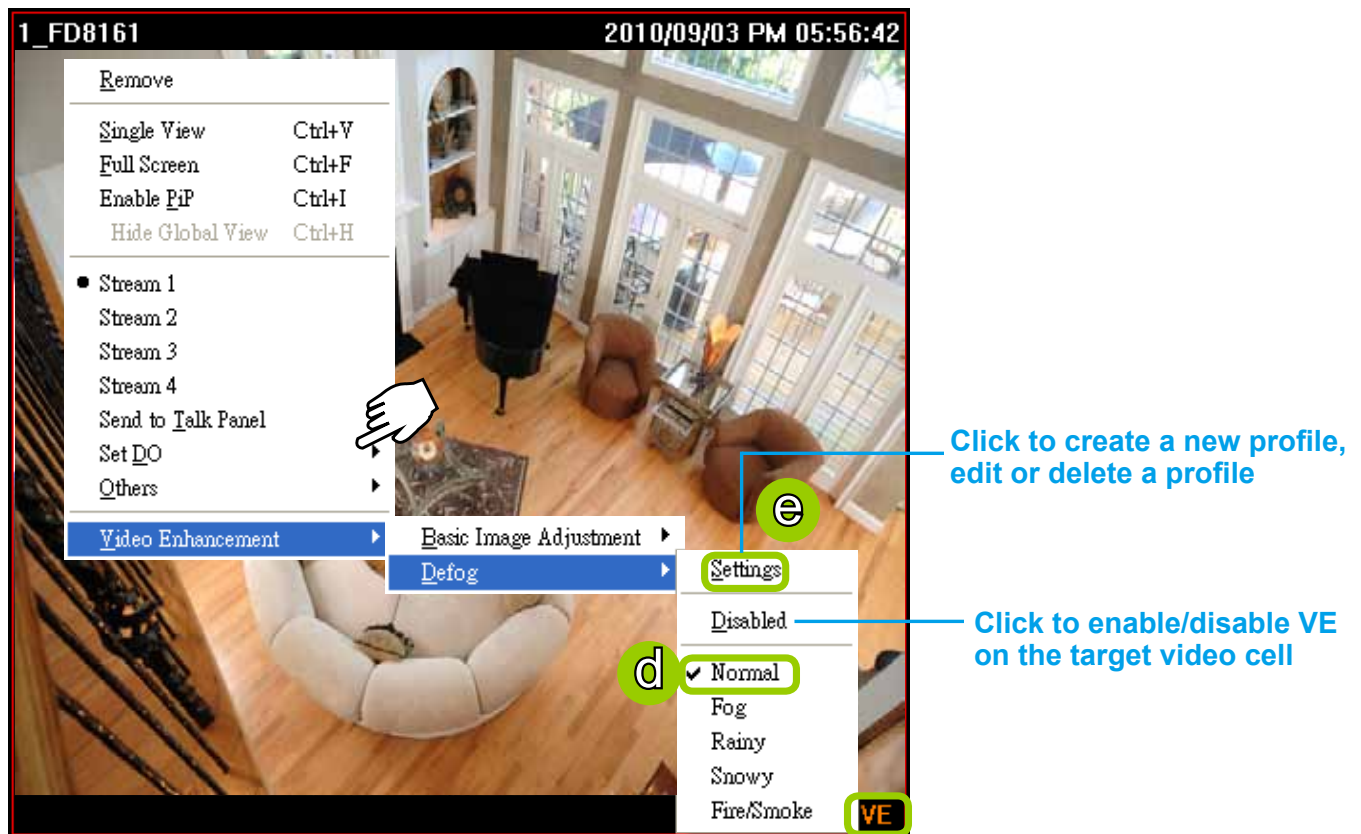 1_FD8161 2010/09/03 PM 05:56:42
Remove
Single View Ctrl+V
Full Screen Ctrl+F
Enable PiP Ctrl+I
Hide Global View Ctrl+H
Stream 1
Stream 2
Stream 3
Stream 4
Send to Talk Panel
Set DO
Others
Video Enhancement
Basic Image Adjustment
Defog
e
Settings
Disabled
d
Normal
Fog
Rainy
Snowy
Fire/Smoke
VE
Click to create a new profile,
edit or delete a profile
Click to enable/disable VE
on the target video cell